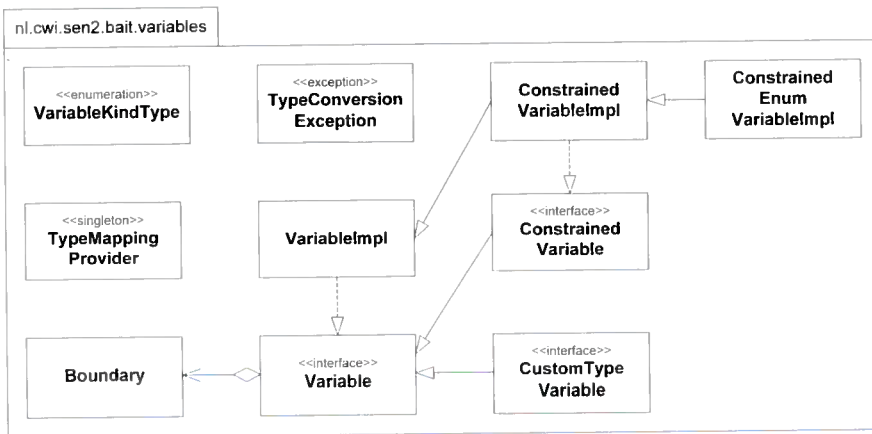 nl.cwi.sen2.bait.variables
<<enumeration>>
VariableKindType
<<exception>>
TypeConversion
Exception
Constrained
VariableImpl
Constrained
Enum
VariableImpl
<<singleton>>
TypeMapping
Provider
VariableImpl
<<interface>>
Constrained
Variable
Boundary
<<interface>>
Variable
<<interface>>
CustomType
Variable